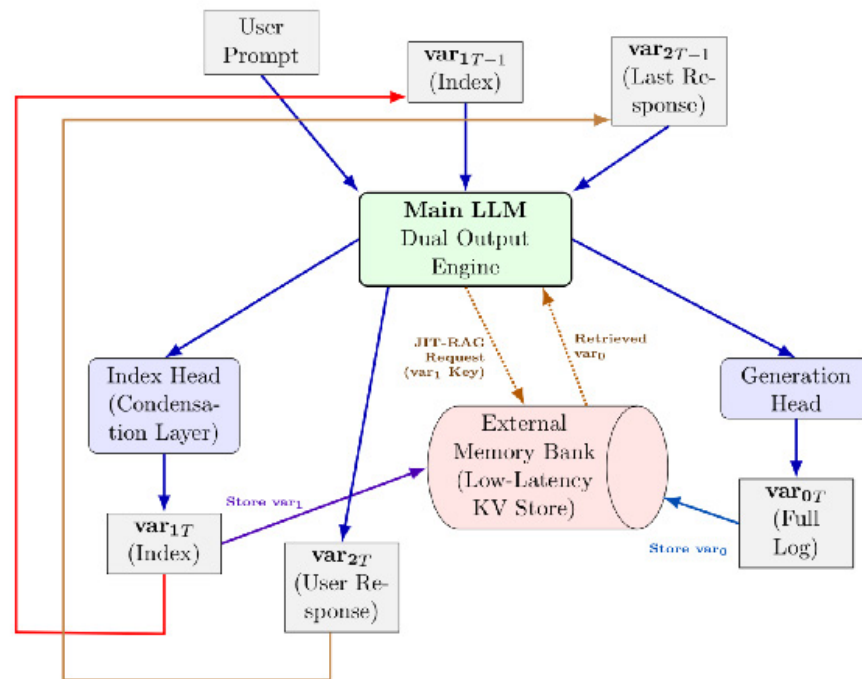 User
Prompt
var1T−1
(Index)
var2T−1
(Last Re-
sponse)
Main LLM
Dual Output
Engine
JIT-RAG
Request
(var1 Key)
Retrieved
var0
Index Head
(Condensa-
tion Layer)
Generation
Head
External
Memory Bank
(Low-Latency
KV Store)
Store var1
var1T
(Index)
var2T
(User Re-
sponse)
var0T
(Full
Log)
Store var0